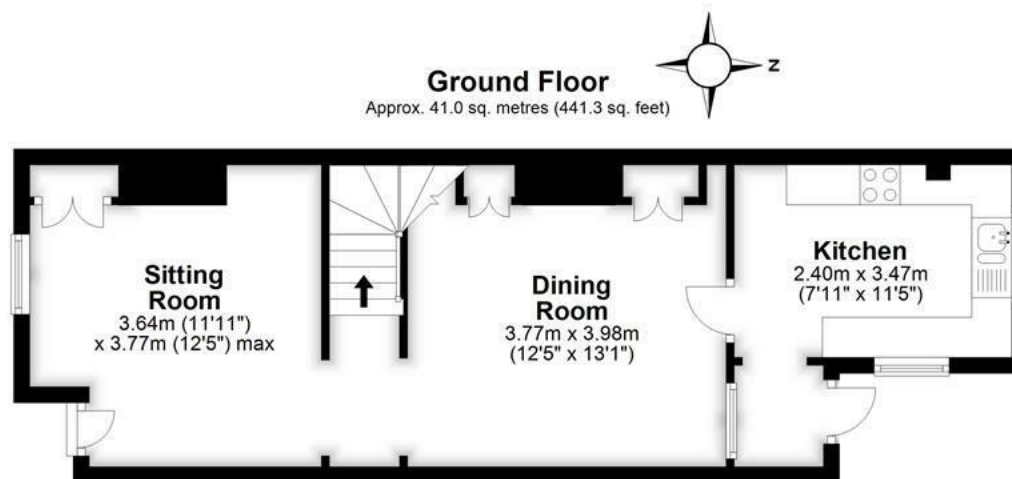 Ground Floor
Approx. 41.0 sq. metres (441.3 sq. feet)
N
Sitting
Room
3.64m (11'11")
x 3.77m (12'5") max
Dining
Room
3.77m x 3.98m
(12'5" x 13'1")
Kitchen
2.40m x 3.47m
(7'11" x 11'5")